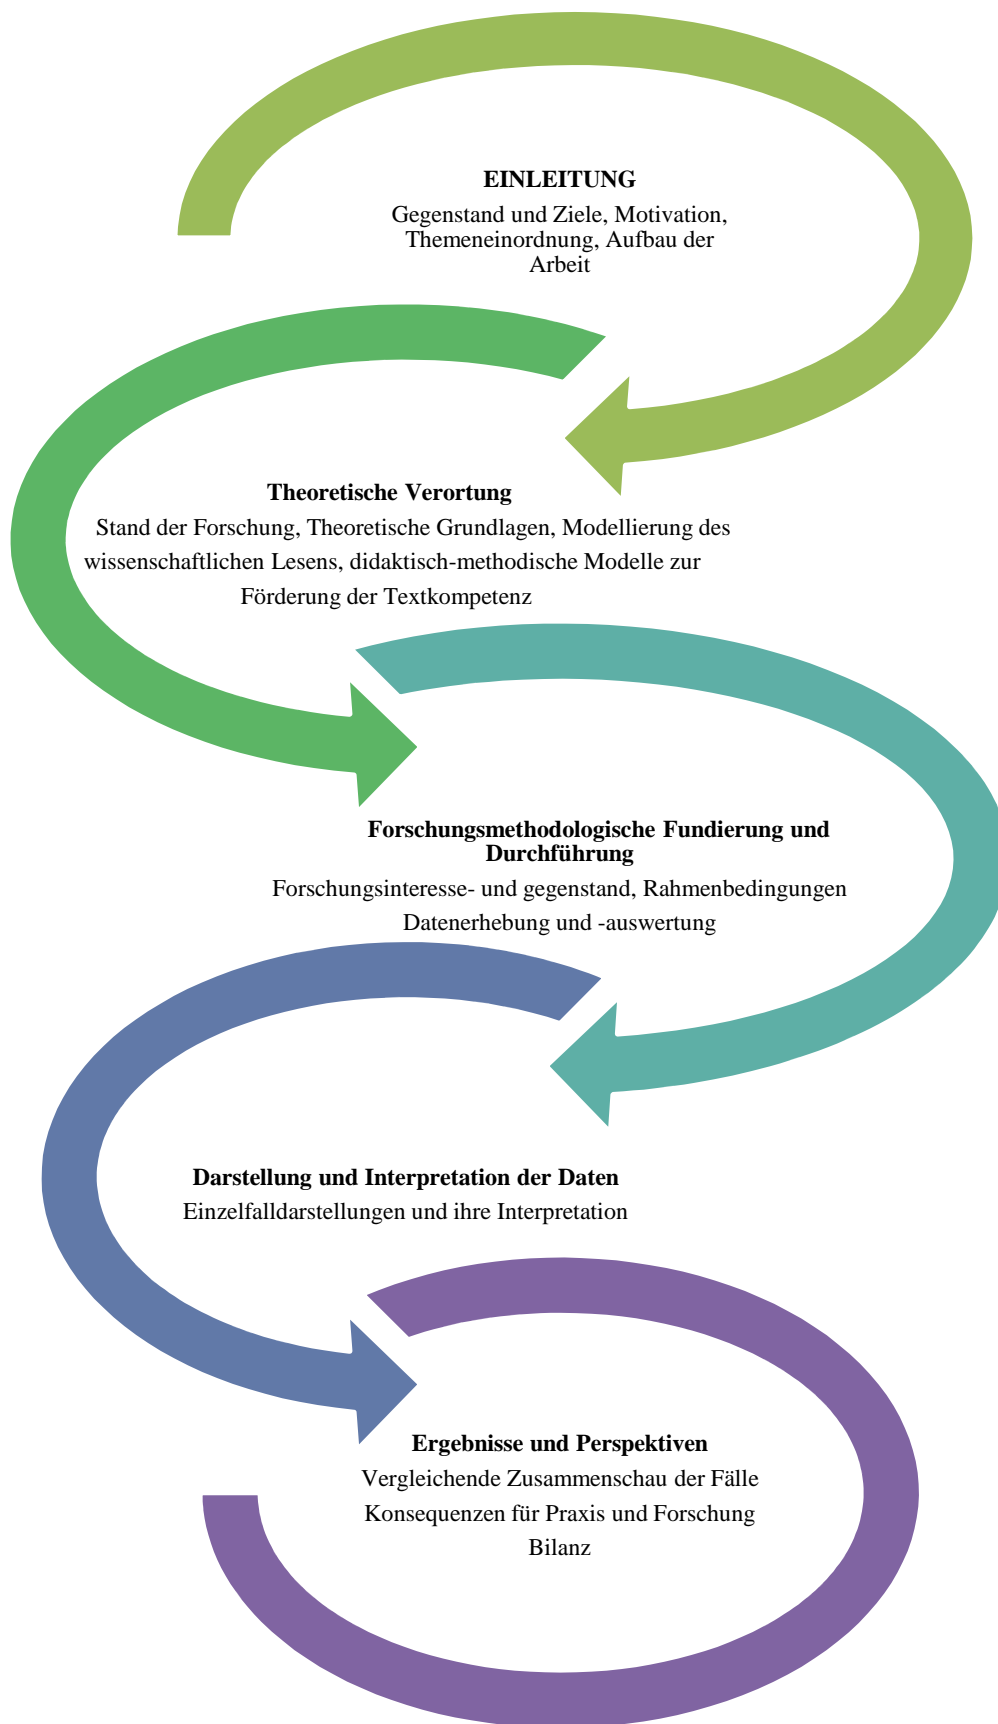 EINLEITUNG
Gegenstand und Ziele, Motivation,
Themeneinordnung, Aufbau der
Arbeit
Theoretische Verortung
Stand der Forschung, Theoretische Grundlagen, Modellierung des
wissenschaftlichen Lesens, didaktisch-methodische Modelle zur
Förderung der Textkompetenz
Forschungsmethodologische Fundierung und
Durchführung
Forschungsinteresse- und gegenstand, Rahmenbedingungen
Datenerhebung und -auswertung
Darstellung und Interpretation der Daten
Einzelfalldarstellungen und ihre Interpretation
Ergebnisse und Perspektiven
Vergleichende Zusammenschau der Fälle
Konsequenzen für Praxis und Forschung
Bilanz